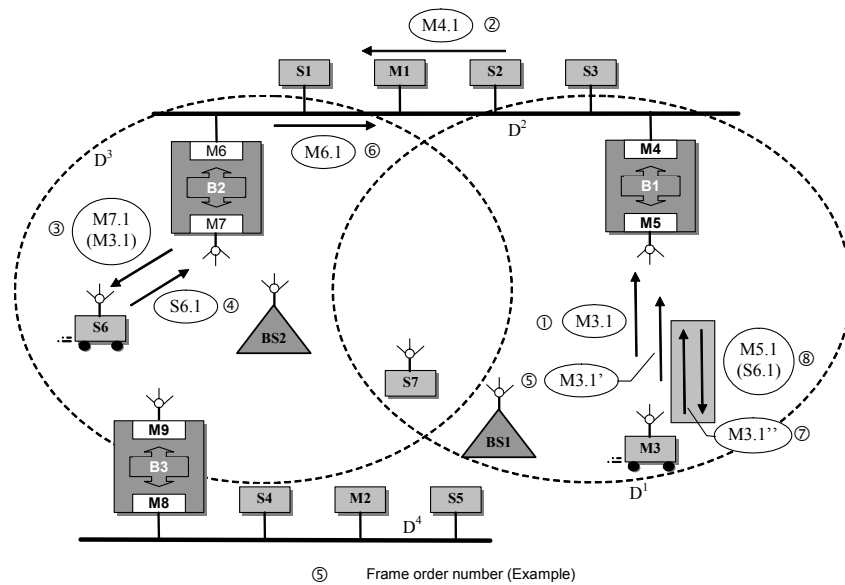 M4.1 ②
S1 M1 S2 S3
D³ M6 M6.1 ⑥ D² M4
B2 B1
③ M7.1 (M3.1) M7 M5
S6.1 ④
S6 BS2 ① M3.1 M5.1 (S6.1) ⑧
S7 ⑤ M3.1’
M9 BS1 M3 M3.1’’ ⑦
B3
M8 S4 M2 S5 D¹
D⁴
⑤ Frame order number (Example)